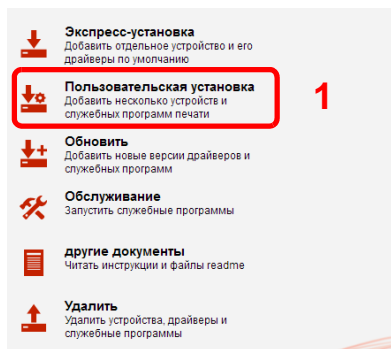 Экспресс-установка
Добавить отдельное устройство и его
драйверы по умолчанию
Пользовательская установка
Добавить несколько устройств и
служебных программ печати
1
Обновить
Добавить новые версии драйверов и
служебных программ
Обслуживание
Запустить служебные программы
другие документы
Читать инструкции и файлы readme
Удалить
Удалить устройства, драйверы и
служебные программы